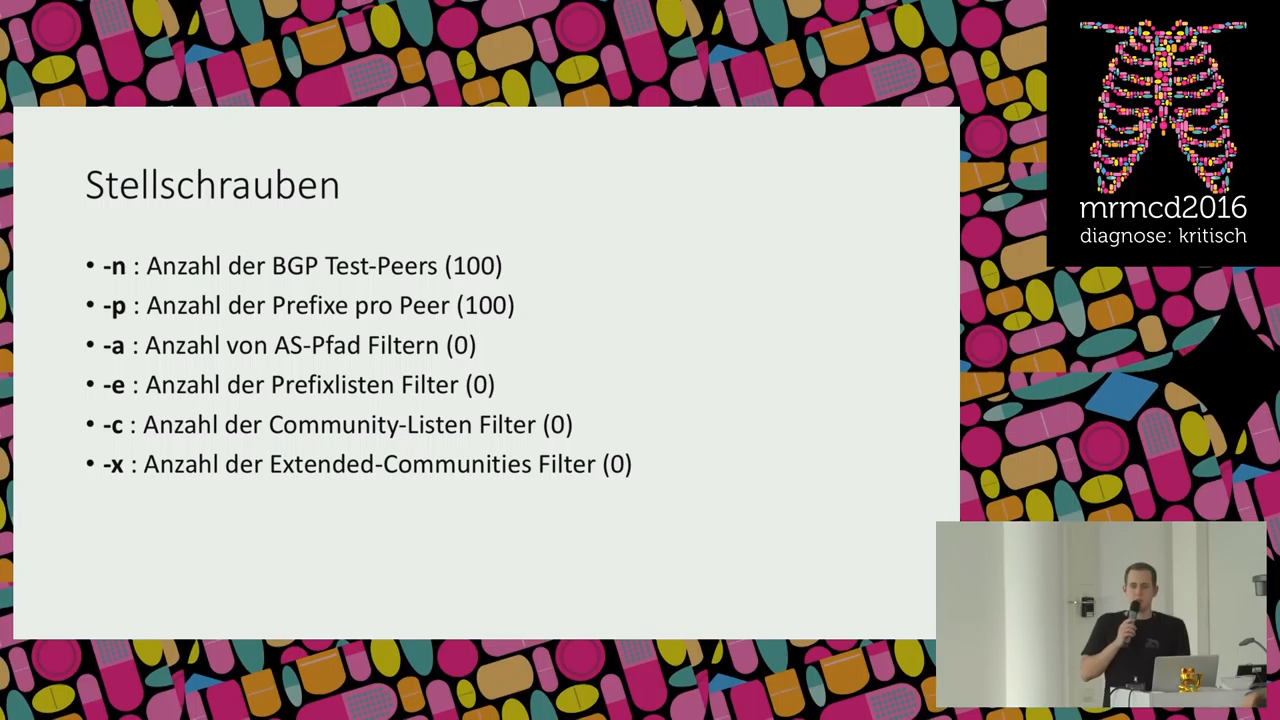 Stellschrauben
• -n : Anzahl der BGP Test-Peers (100)
• -p : Anzahl der Prefixe pro Peer (100)
• -a : Anzahl von AS-Pfad Filtern (0)
• -e : Anzahl der Prefixlisten Filter (0)
• -c : Anzahl der Community-Listen Filter (0)
• -x : Anzahl der Extended-Communities Filter (0)
mrmcd2016
diagnose: kritisch